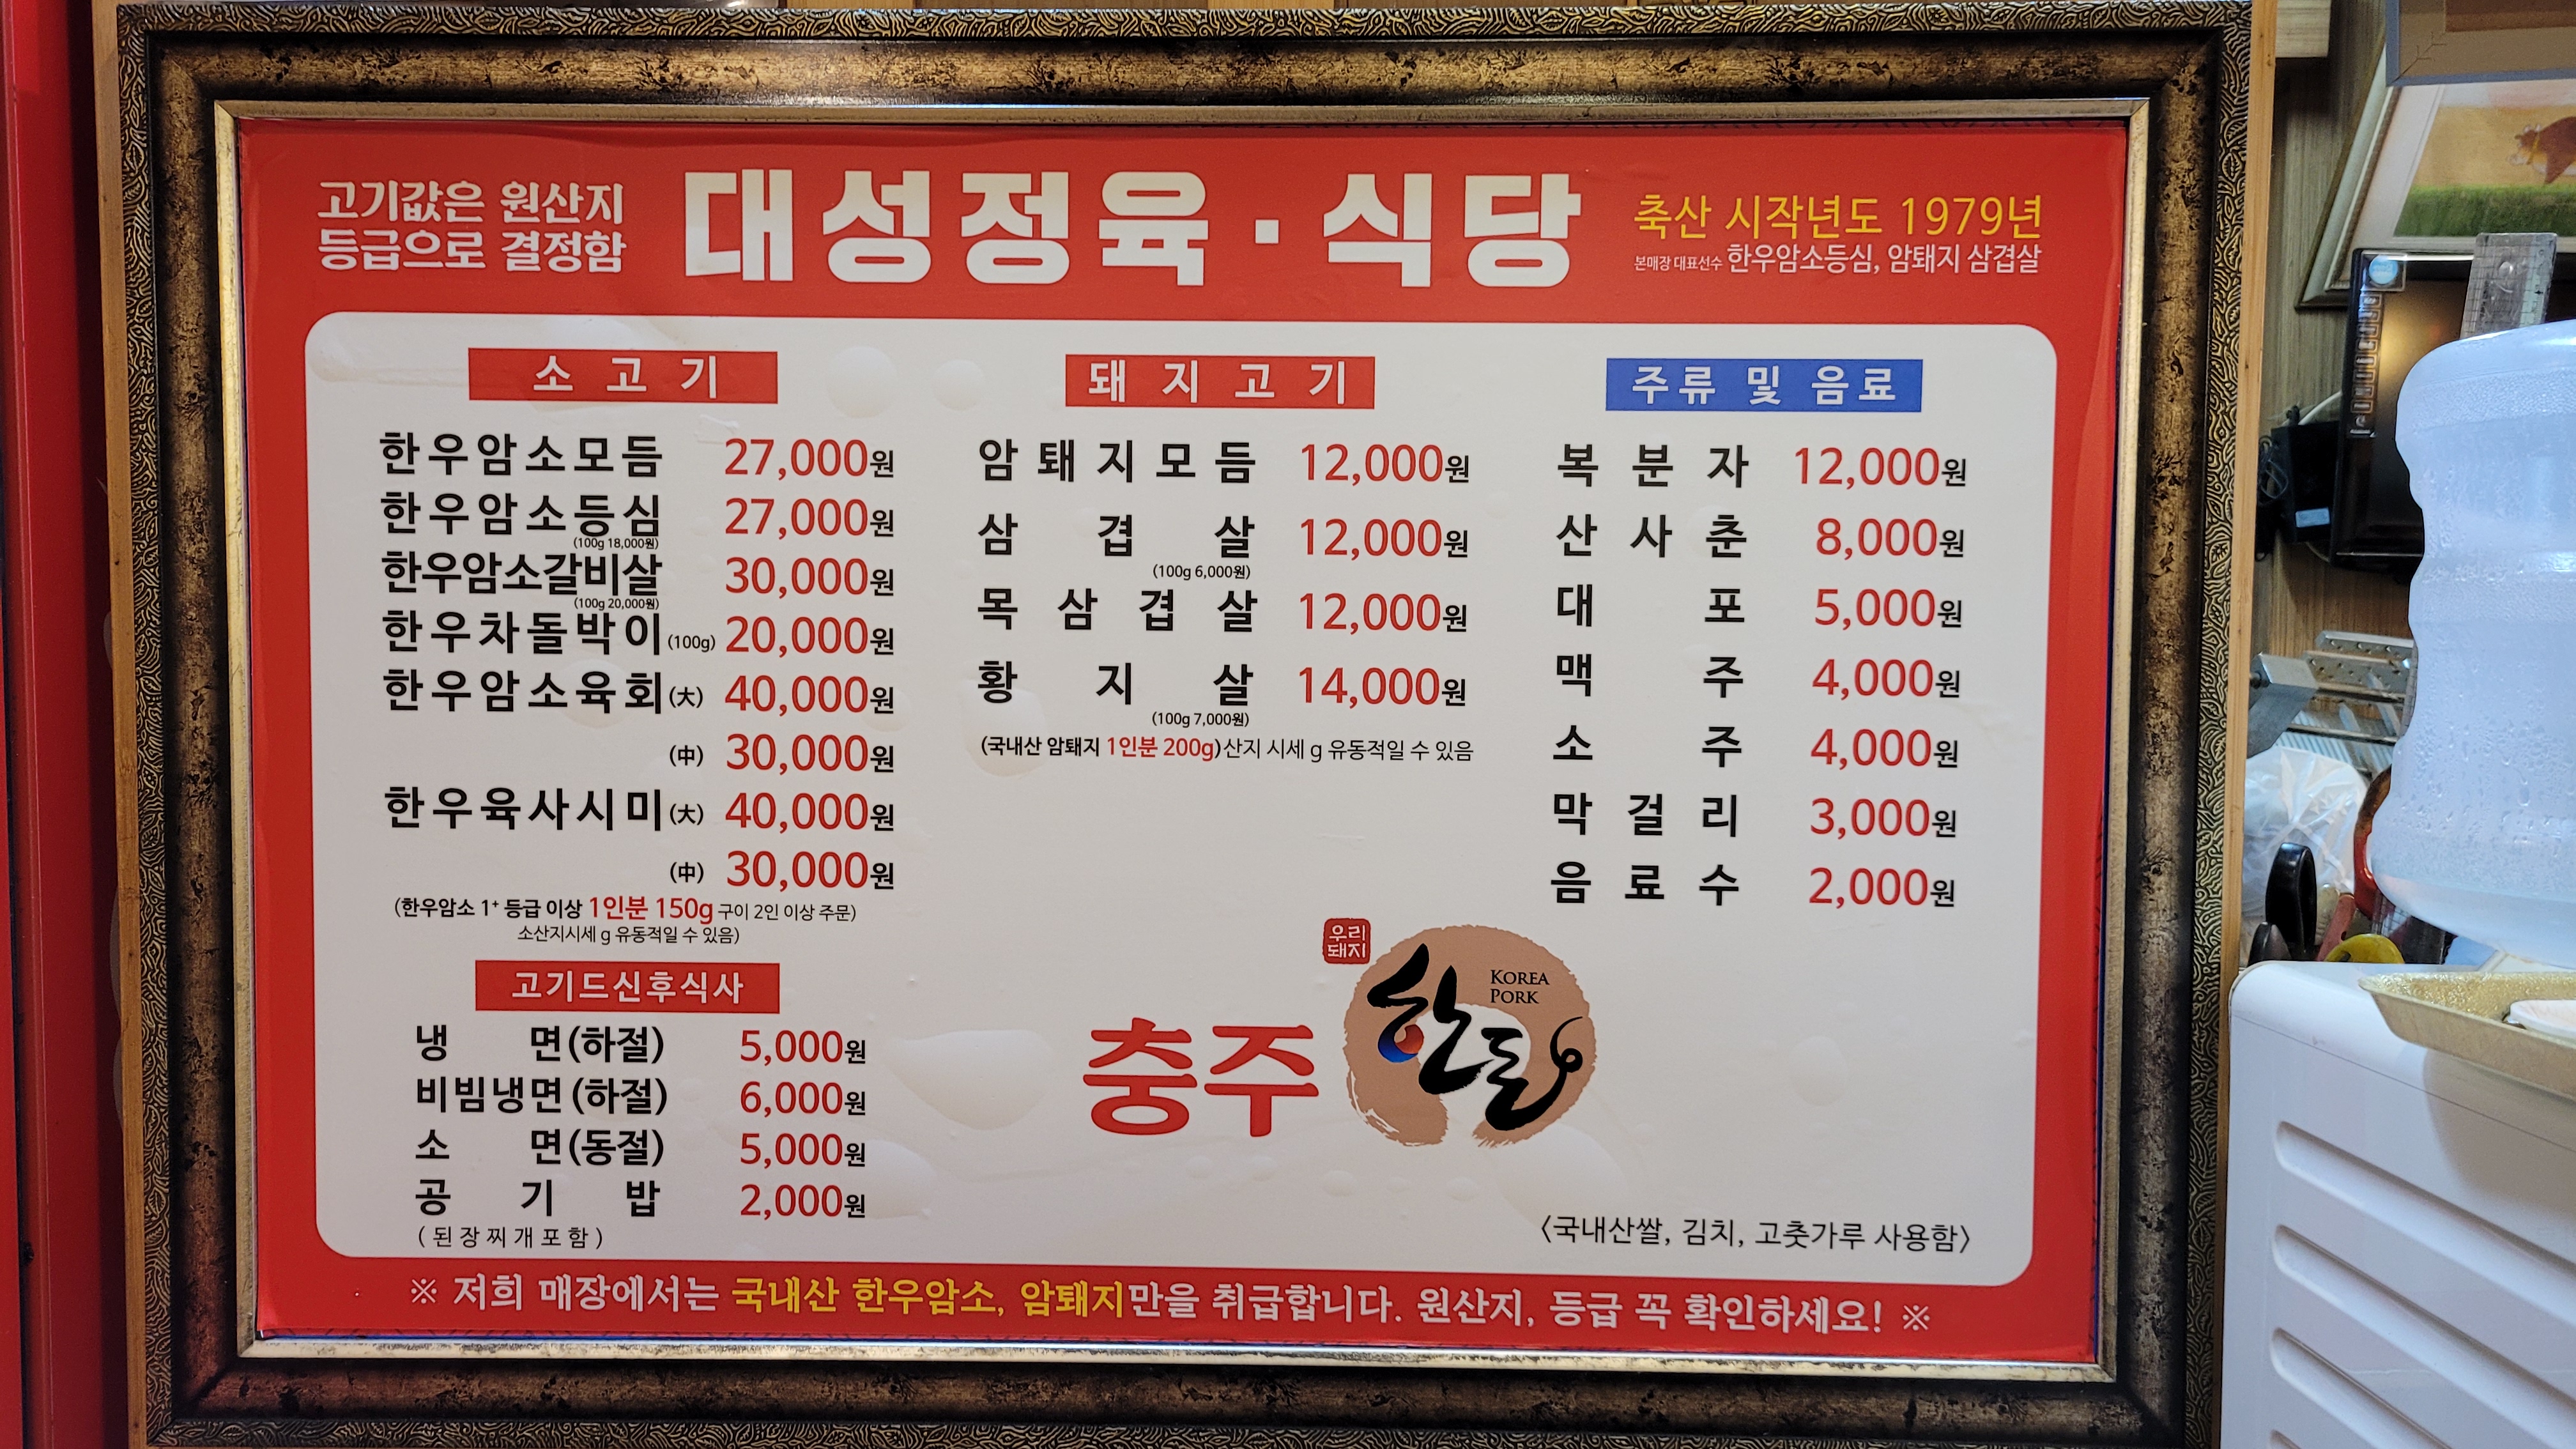 고기값은 원산지
등급으로 결정함
대성정육·식당
축산 시작년도 1979년
본매장 대표선수 한우암소등심, 암퇘지 삼겹살
소고기
한우암소모듬 27,000원
한우암소등심 27,000원
(100g 18,000원)
한우암소갈비살 30,000원
(100g 20,000원)
한우차돌박이(100g) 20,000원
한우암소육회(大) 40,000원
(中) 30,000원
한우육사시미(大) 40,000원
(中) 30,000원
(한우암소 1+ 등급 이상 1인분 150g 구이 2인 이상 주문)
소산지시세 g 유동적일 수 있음)
고기드신후식사
냉면(하절) 5,000원
비빔냉면(하절) 6,000원
소면(동절) 5,000원
공기밥 2,000원
(된장찌개포함)
돼지고기
암퇘지모듬 12,000원
삼겹살 12,000원
(100g 6,000원)
목삼겹살 12,000원
황지살 14,000원
(100g 7,000원)
(국내산 암퇘지 1인분 200g)산지 시세 g 유동적일 수 있음
주류 및 음료
복분자 12,000원
산사춘 8,000원
대포 5,000원
맥주 4,000원
소주 4,000원
막걸리 3,000원
음료수 2,000원
우리
돼지
KOREA
PORK
충주 한돈
<국내산쌀, 김치, 고춧가루 사용함>
※ 저희 매장에서는 국내산 한우암소, 암퇘지만을 취급합니다. 원산지, 등급 꼭 확인하세요! ※